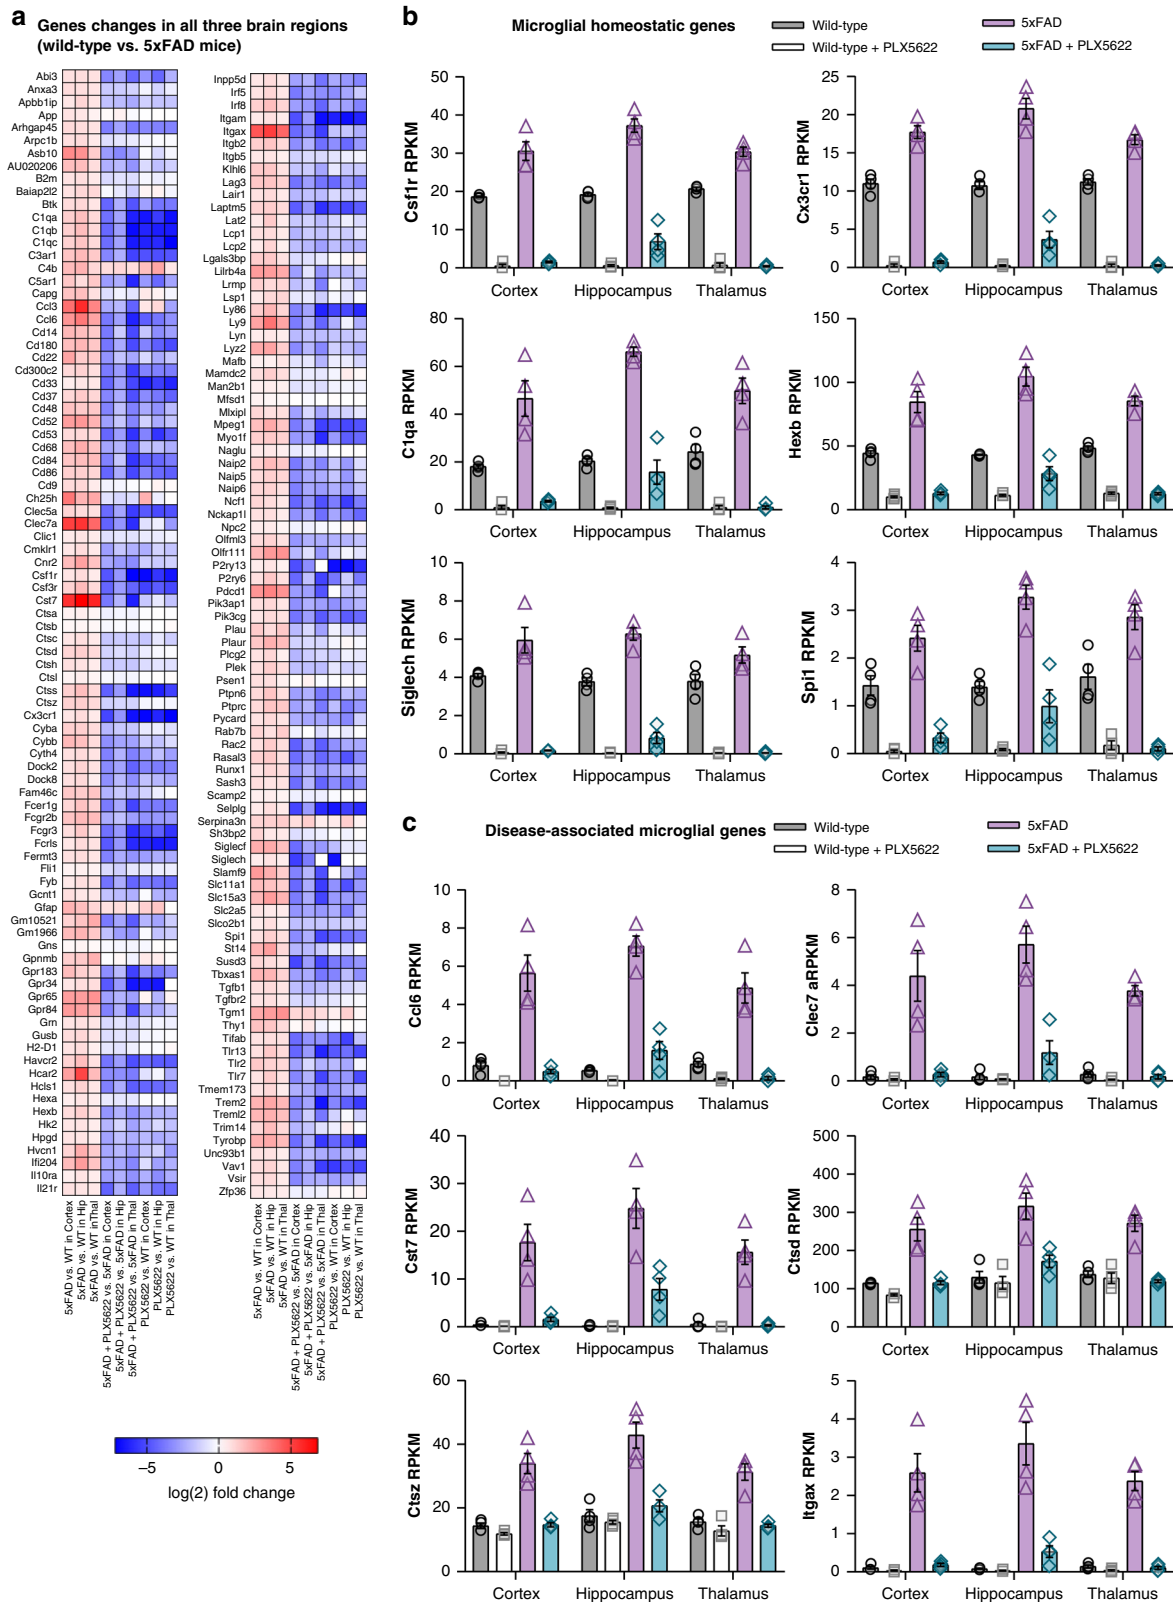 a
Genes changes in all three brain regions
(wild-type vs. 5xFAD mice)
Abi3
Anxa3
Apbb1ip
App
Arhgap45
Arpc1b
Asb10
AU020206
B2m
Baiap2l2
Btk
C1qa
C1qb
C1qc
C3ar1
C4b
C5ar1
Capg
Ccl3
Ccl6
Cd14
Cd180
Cd22
Cd300c2
Cd33
Cd37
Cd48
Cd52
Cd53
Cd68
Cd84
Cd86
Cd9
Ch25h
Clec5a
Clec7a
Clic1
Cmklr1
Cnr2
Csf1r
Csf3r
Cst7
Ctsa
Ctsb
Ctsc
Ctsd
Ctsh
Ctsl
Ctss
Ctsz
Cx3cr1
Cyba
Cybb
Cyth4
Dock2
Dock8
Fam46c
Fcer1g
Fcgr2b
Fcgr3
Fcrls
Fermt3
Fli1
Fyb
Gcnt1
Gfap
Gm10521
Gm1966
Gns
Gpnmb
Gpr183
Gpr34
Gpr65
Gpr84
Grn
Gusb
H2-D1
Havcr2
Hcar2
Hcls1
Hexa
Hexb
Hk2
Hpgd
Hvcn1
Ifi204
Il10ra
Il21r
5xFAD vs. WT in Cortex
5xFAD vs. WT in Hip
5xFAD vs. WT in Thal
5xFAD + PLX5622 vs. 5xFAD in Cortex
5xFAD + PLX5622 vs. 5xFAD in Hip
5xFAD + PLX5622 vs. 5xFAD in Thal
PLX5622 vs. WT in Cortex
PLX5622 vs. WT in Hip
PLX5622 vs. WT in Thal
Inpp5d
Irf5
Irf8
Itgam
Itgax
Itgb2
Itgb5
Klhl6
Lag3
Lair1
Laptm5
Lat2
Lcp1
Lcp2
Lgals3bp
Lilrb4a
Lrmp
Lsp1
Ly86
Ly9
Lyn
Lyz2
Mafb
Mamdc2
Man2b1
Mfsd1
Mlxipl
Mpeg1
Myo1f
Naglu
Naip2
Naip5
Naip6
Ncf1
Nckap1l
Npc2
Olfml3
Olfr111
P2ry13
P2ry6
Pdcd1
Pik3ap1
Pik3cg
Plau
Plaur
Plcg2
Plek
Psen1
Ptpn6
Ptprc
Pycard
Rab7b
Rac2
Rasal3
Runx1
Sash3
Scamp2
Selplg
Serpina3n
Sh3bp2
Siglecf
Siglech
Slamf9
Slc11a1
Slc15a3
Slc2a5
Slco2b1
Spi1
St14
Susd3
Tbxas1
Tgfb1
Tgfbr2
Tgm1
Thy1
Tifab
Tlr13
Tlr2
Tlr7
Tmem173
Trem2
Treml2
Trim14
Tyrobp
Unc93b1
Vav1
Vsir
Zfp36
5xFAD vs. WT in Cortex
5xFAD vs. WT in Hip
5xFAD vs. WT in Thal
5xFAD + PLX5622 vs. 5xFAD in Cortex
5xFAD + PLX5622 vs. 5xFAD in Hip
5xFAD + PLX5622 vs. 5xFAD in Thal
PLX5622 vs. WT in Cortex
PLX5622 vs. WT in Hip
PLX5622 vs. WT in Thal
−5 0 5
log(2) fold change
b
Microglial homeostatic genes
Wild-type
Wild-type + PLX5622
5xFAD
5xFAD + PLX5622
Csf1r RPKM
50
40
30
20
10
0
Cortex Hippocampus Thalamus
Cx3cr1 RPKM
25
20
15
10
5
0
Cortex Hippocampus Thalamus
C1qa RPKM
80
60
40
20
0
Cortex Hippocampus Thalamus
Hexb RPKM
150
100
50
0
Cortex Hippocampus Thalamus
Siglech RPKM
10
8
6
4
2
0
Cortex Hippocampus Thalamus
Spi1 RPKM
4
3
2
1
0
Cortex Hippocampus Thalamus
c
Disease-associated microglial genes
Wild-type
Wild-type + PLX5622
5xFAD
5xFAD + PLX5622
Ccl6 RPKM
10
8
6
4
2
0
Cortex Hippocampus Thalamus
Clec7 aRPKM
8
6
4
2
0
Cortex Hippocampus Thalamus
Cst7 RPKM
40
30
20
10
0
Cortex Hippocampus Thalamus
Ctsd RPKM
500
400
300
200
100
0
Cortex Hippocampus Thalamus
Ctsz RPKM
60
40
20
0
Cortex Hippocampus Thalamus
Itgax RPKM
5
4
3
2
1
0
Cortex Hippocampus Thalamus